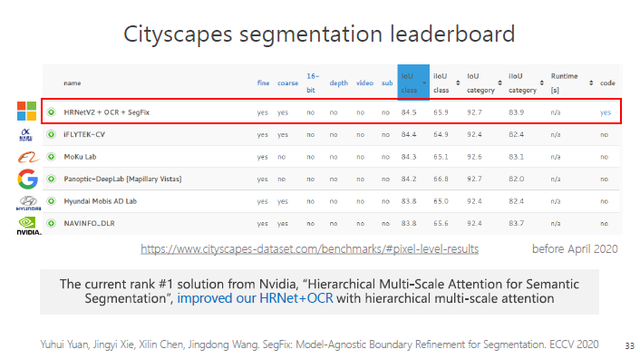 Cityscapes segmentation leaderboard
name fine coarse 16-bit depth video sub IoU class iIoU class IoU category iIoU category Runtime [s] code
HRNetV2 + OCR + SegFix yes yes no no no no 84.5 65.9 92.7 83.9 n/a yes
iFLYTEK-CV yes yes no no no no 84.4 64.9 92.4 82.4 n/a no
MoKu Lab yes no no no no no 84.3 65.1 92.6 83.1 n/a no
Panoptic-DeepLab [Mapillary Vistas] yes no no no no no 84.2 66.8 92.7 82.0 n/a no
HYUNDAI Hyundai Mobis AD Lab yes yes no no no no 83.8 65.0 92.4 82.4 n/a no
NVIDIA. NAVINFO_DLR yes yes no no no no 83.8 65.6 92.4 83.7 n/a no
https://www.cityscapes-dataset.com/benchmarks/#pixel-level-results before April 2020
The current rank #1 solution from Nvidia, “Hierarchical Multi-Scale Attention for Semantic
Segmentation”, improved our HRNet+OCR with hierarchical multi-scale attention
Yuhui Yuan, Jingyi Xie, Xilin Chen, Jingdong Wang. SegFix: Model-Agnostic Boundary Refinement for Segmentation. ECCV 2020 33